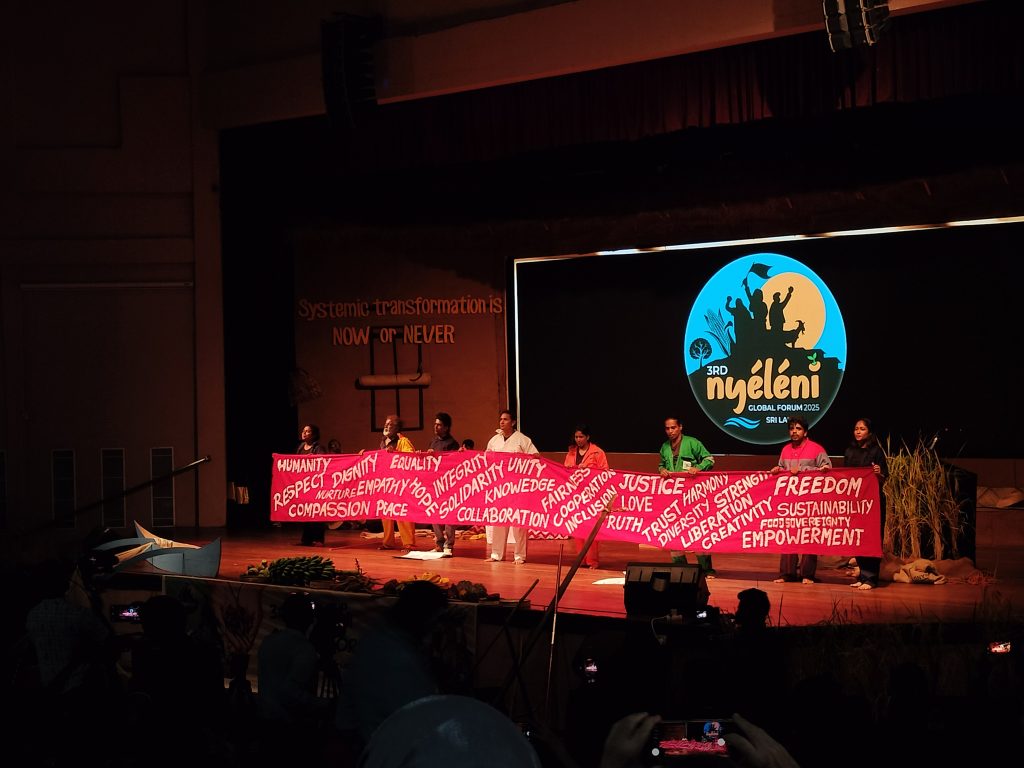 Systemic transformation is
NOW or NEVER
3RD
nyéléni
GLOBAL FORUM 2025
SRI
HUMANITY
RESPECT
DIGNITY
NURTURE
COMPASSION
EQUALITY
EMPATHY
PEACE
HOPE
INTEGRITY
SOLIDARITY
UNITY
KNOWLEDGE
COLLABORATION
FAIRNESS
COOPERATION
INCLUSION
JUSTICE
LOVE
TRUTH
TRUST
HARMONY
DIVERSITY
STRENGTH
LIBERATION
CREATIVITY
FREEDOM
SUSTAINABILITY
FOOD SOVEREIGNTY
EMPOWERMENT